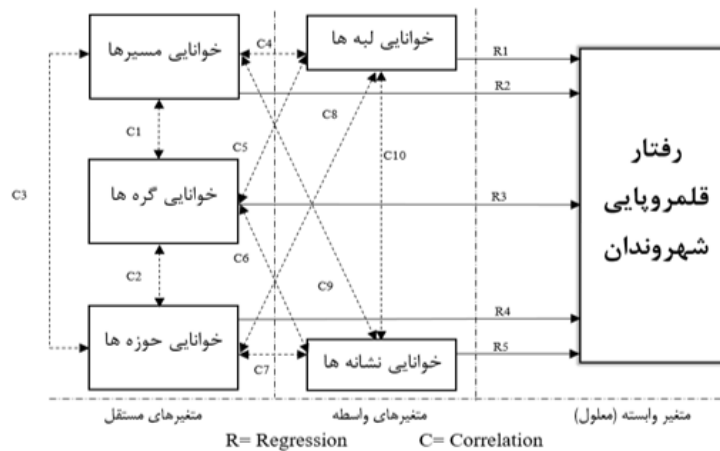 خوانایی مسیرها
خوانایی گره ها
خوانایی حوزه ها
خوانایی لبه ها
خوانایی نشانه ها
رفتار
قلمروپایی
شهروندان
C1
C2
C3
C4
C5
C6
C7
C8
C9
C10
R1
R2
R3
R4
R5
متغیرهای مستقل
متغیرهای واسطه
متغیر وابسته (معلول)
R= Regression
C= Correlation